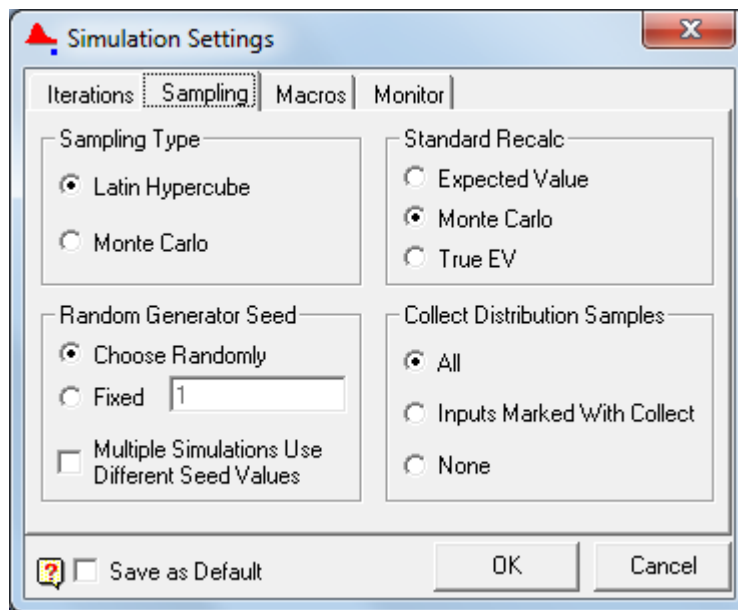 Simulation Settings
Iterations Sampling Macros Monitor
Sampling Type
Latin Hypercube
Monte Carlo
Standard Recalc
Expected Value
Monte Carlo
True EV
Random Generator Seed
Choose Randomly
Fixed 1
Multiple Simulations Use
Different Seed Values
Collect Distribution Samples
All
Inputs Marked With Collect
None
Save as Default
OK
Cancel